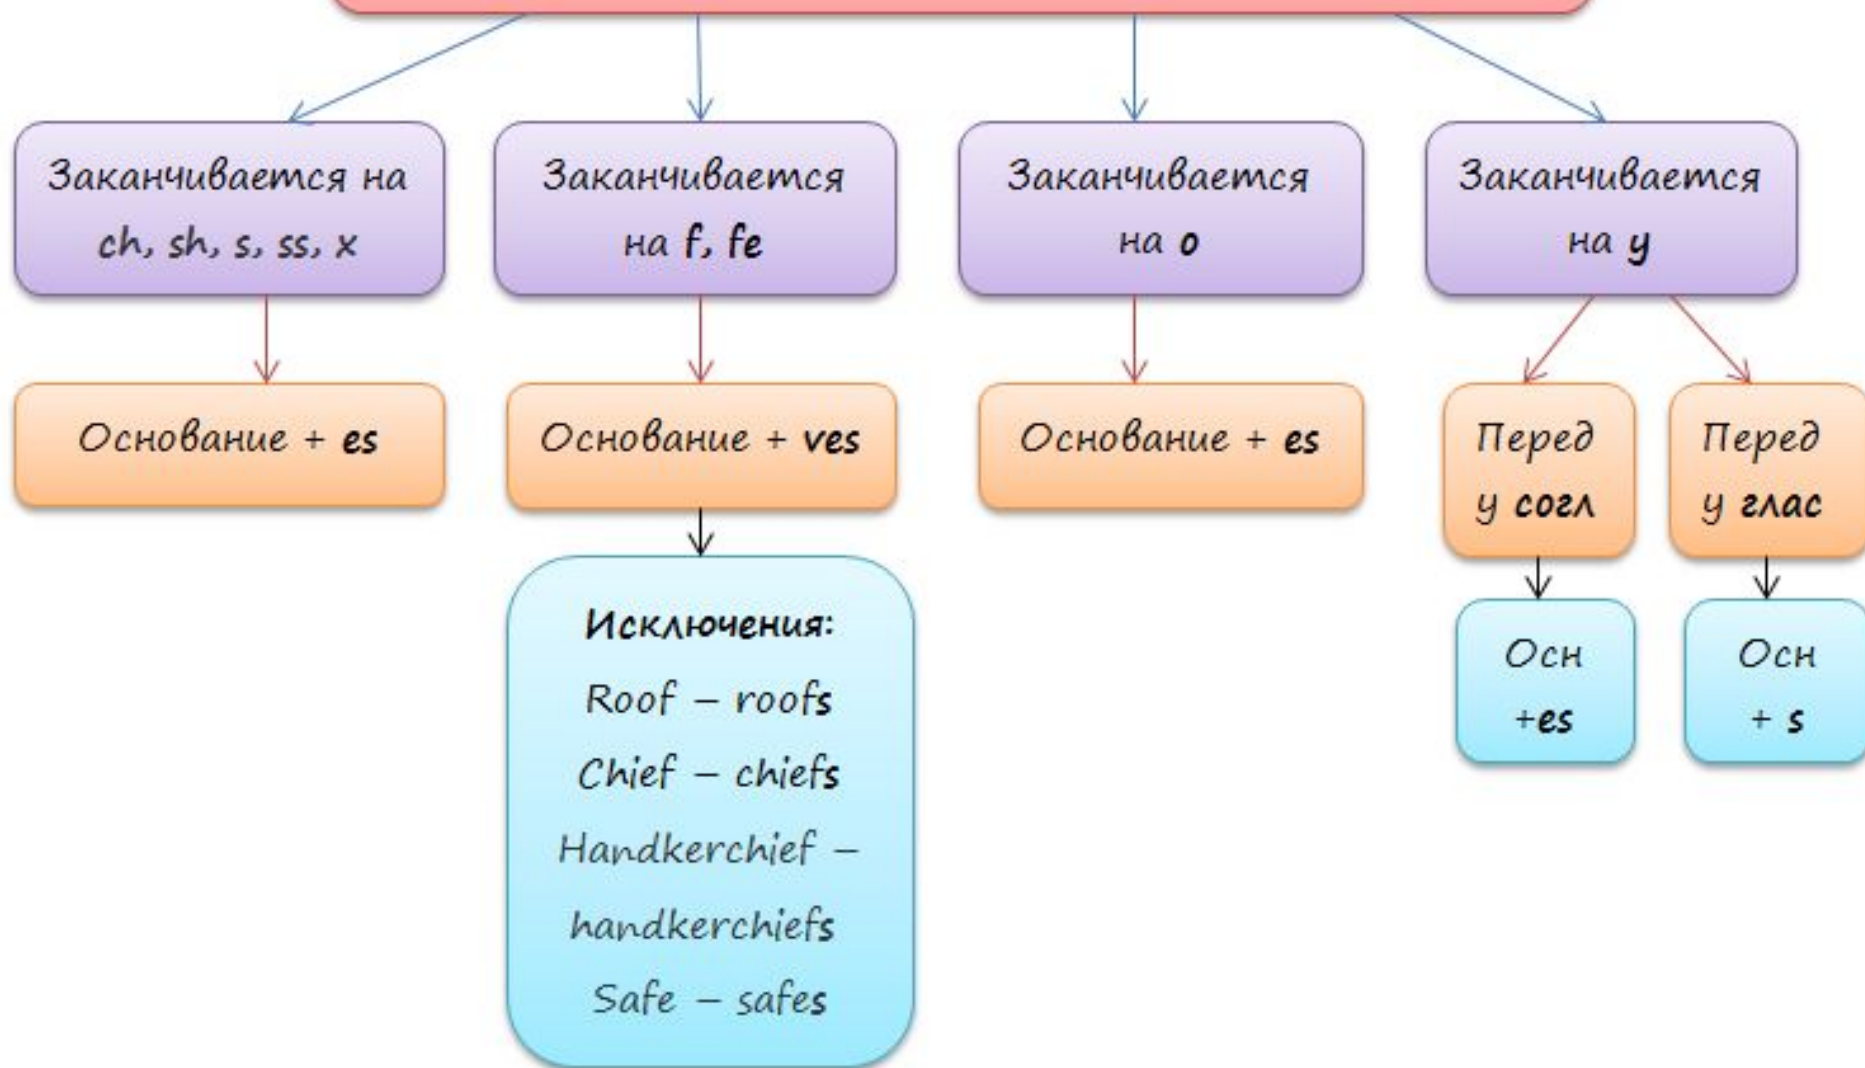 Заканчивается на
ch, sh, s, ss, x
Заканчивается
на f, fe
Заканчивается
на o
Заканчивается
на y
Основание + es
Основание + ves
Основание + es
Перед
y согл
Перед
y глас
Исключения:
Roof – roofs
Chief – chiefs
Handkerchief –
handkerchiefs
Safe – safes
Осн
+es
Осн
+ s